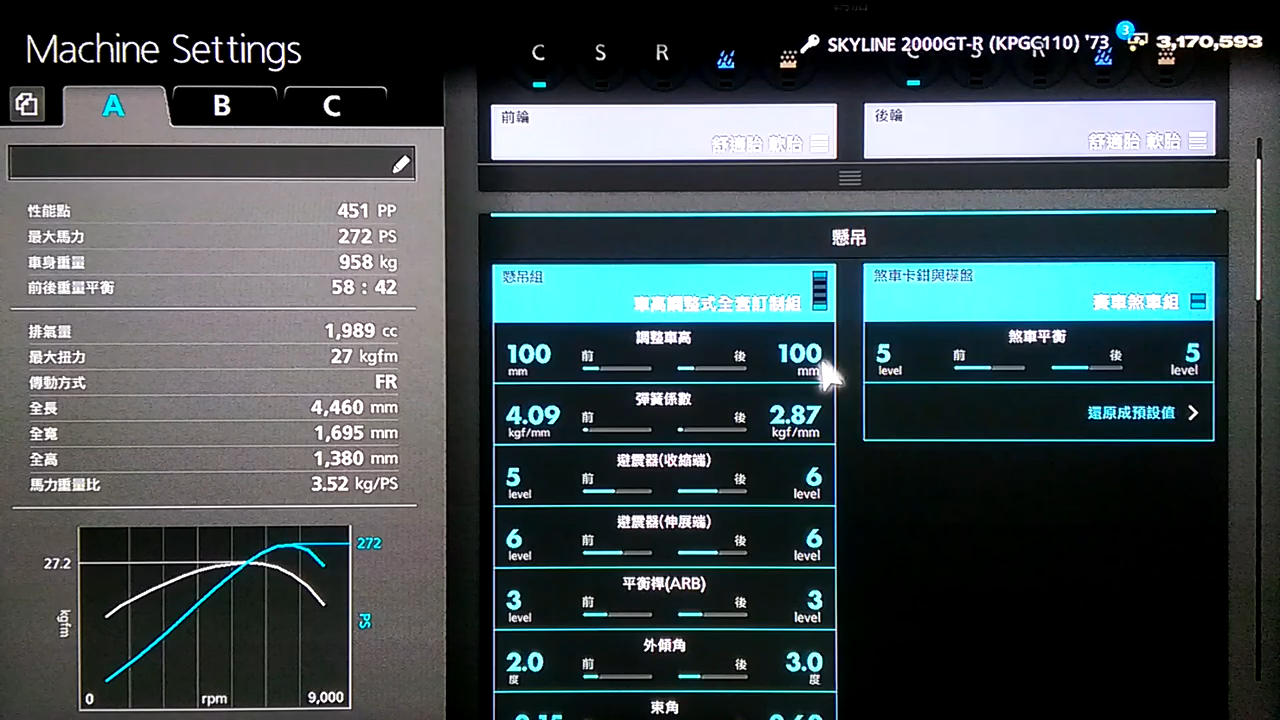 Machine Settings
SKYLINE 2000GT-R (KPGC110) '73
3
3,170,593
C S R
C S R
A B C
前輪
舒適胎 軟胎
後輪
舒適胎 軟胎
性能點 451 PP
最大馬力 272 PS
車身重量 958 kg
前後重量平衡 58 : 42
排氣量 1,989 cc
最大扭力 27 kgfm
傳動方式 FR
全長 4,460 mm
全寬 1,695 mm
全高 1,380 mm
馬力重量比 3.52 kg/PS
272
27.2
kgfm
PS
0 rpm 9,000
懸吊
懸吊組
車高調整式全套訂制組
調整車高
100 mm 前 後 100 mm
彈簧係數
4.09 kgf/mm 前 後 2.87 kgf/mm
避震器(收縮端)
5 level 前 後 6 level
避震器(伸展端)
6 level 前 後 6 level
平衡桿(ARB)
3 level 前 後 3 level
外傾角
2.0 度 前 後 3.0 度
束角
煞車卡鉗與碟盤
賽車煞車組
煞車平衡
5 level 前 後 5 level
還原成預設值